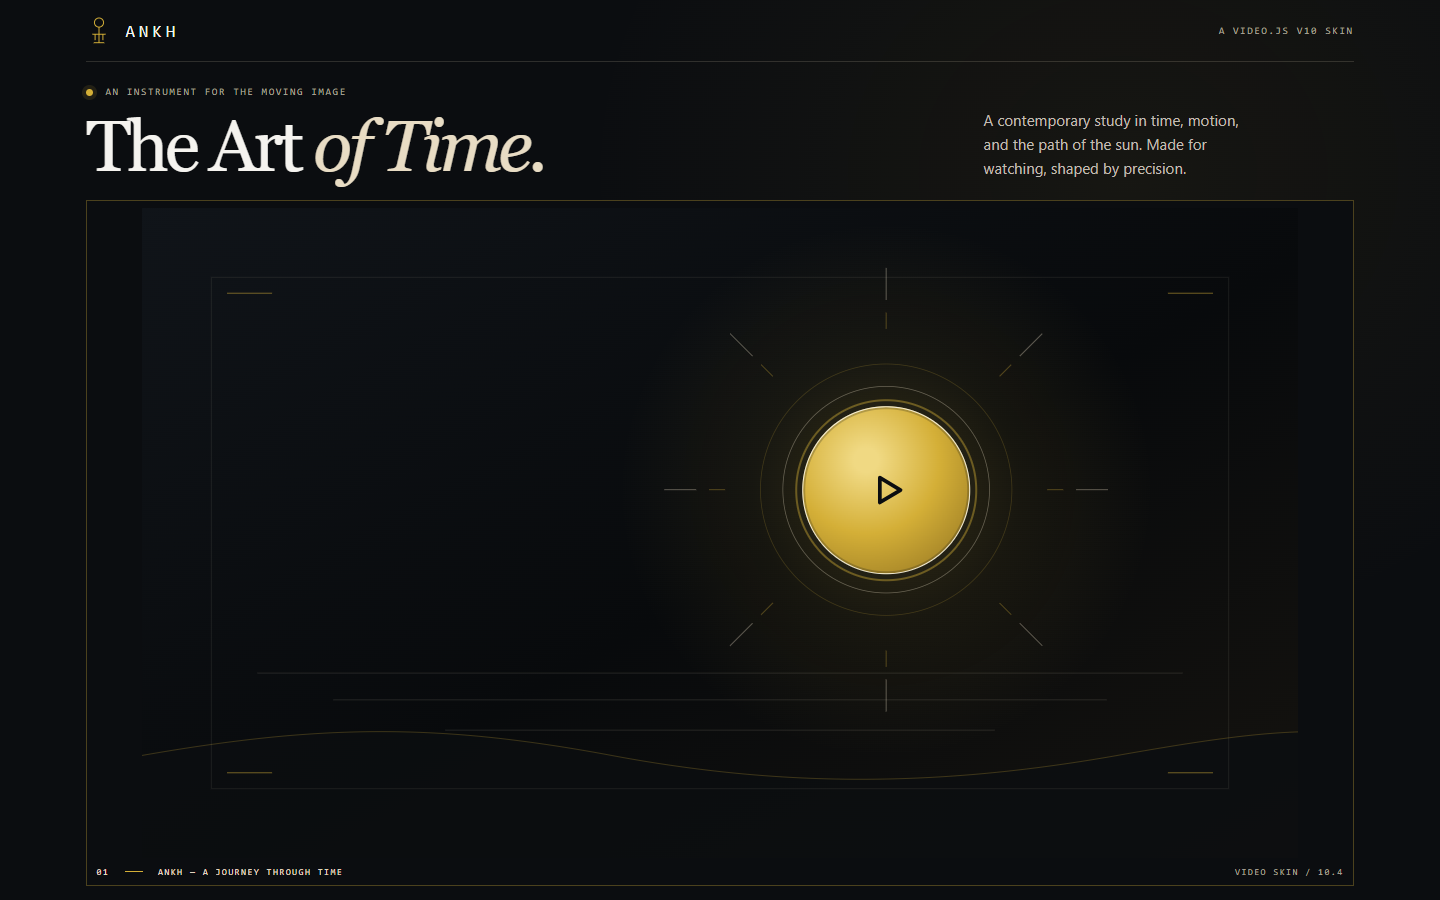 ANKH
A VIDEO.JS V10 SKIN
AN INSTRUMENT FOR THE MOVING IMAGE
The Art of Time.
A contemporary study in time, motion,
and the path of the sun. Made for
watching, shaped by precision.
01 — ANKH — A JOURNEY THROUGH TIME
VIDEO SKIN / 10.4